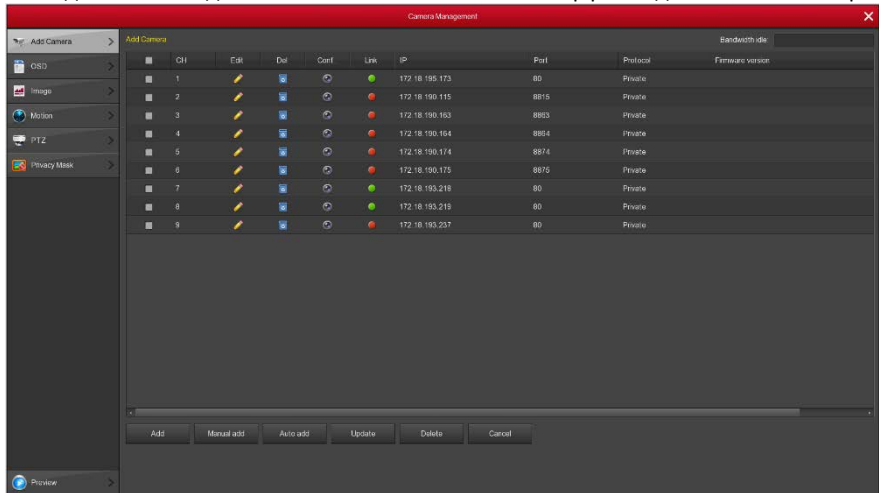 Camera Management
Add Camera
OSD
Image
Motion
PTZ
Privacy Mask
Preview
Add Camera
Bandwidth idle:
CH Edit Del Conf Link IP Port Protocol Firmware version
1 172.18.195.173 80 Private
2 172.18.190.115 8815 Private
3 172.18.190.163 8863 Private
4 172.18.190.164 8864 Private
5 172.18.190.174 8874 Private
6 172.18.190.175 8875 Private
7 172.18.193.218 80 Private
8 172.18.193.219 80 Private
9 172.18.193.237 80 Private
Add Manual add Auto add Update Delete Cancel